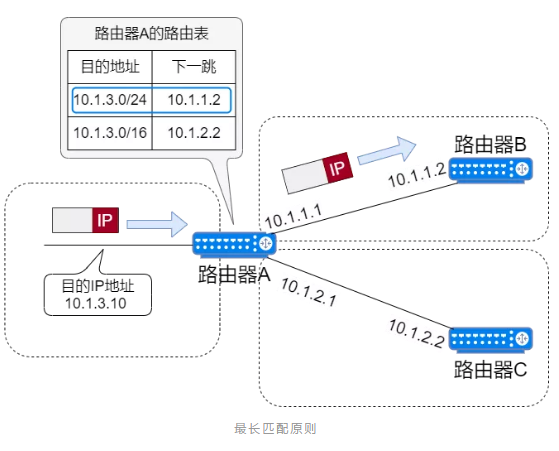 路由器A的路由表
目的地址 下一跳
10.1.3.0/24 10.1.1.2
10.1.3.0/16 10.1.2.2
IP
路由器B
10.1.1.2
10.1.1.1
IP
目的IP地址
10.1.3.10
路由器A
10.1.2.1
10.1.2.2
路由器C
最长匹配原则